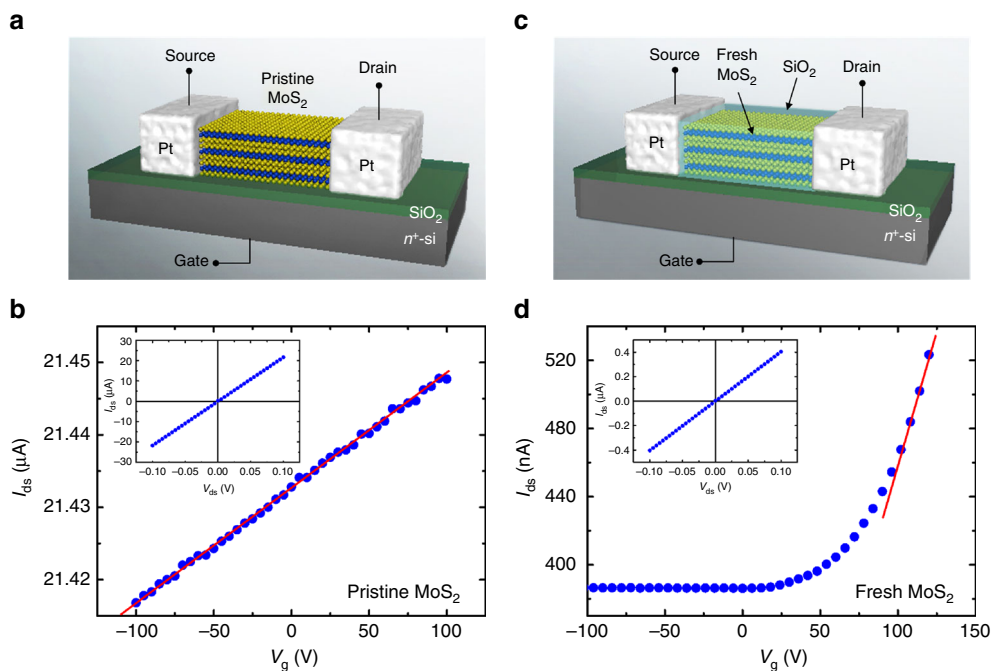 a
Source
Pristine
MoS₂
Drain
Pt
Pt
SiO₂
n⁺-si
Gate
c
Source
Fresh
MoS₂
SiO₂
Drain
Pt
Pt
SiO₂
n⁺-si
Gate
b
21.45
21.44
21.43
21.42
Ids (μA)
−100 −50 0 50 100
Vg (V)
Pristine MoS₂
30
20
10
0
−10
−20
−30
Ids (μA)
−0.10 −0.05 0.00 0.05 0.10
Vds (V)
d
520
480
440
400
Ids (nA)
−100 −50 0 50 100 150
Vg (V)
Fresh MoS₂
0.4
0.2
0.0
−0.2
−0.4
Ids (μA)
−0.10 −0.05 0.00 0.05 0.10
Vds (V)